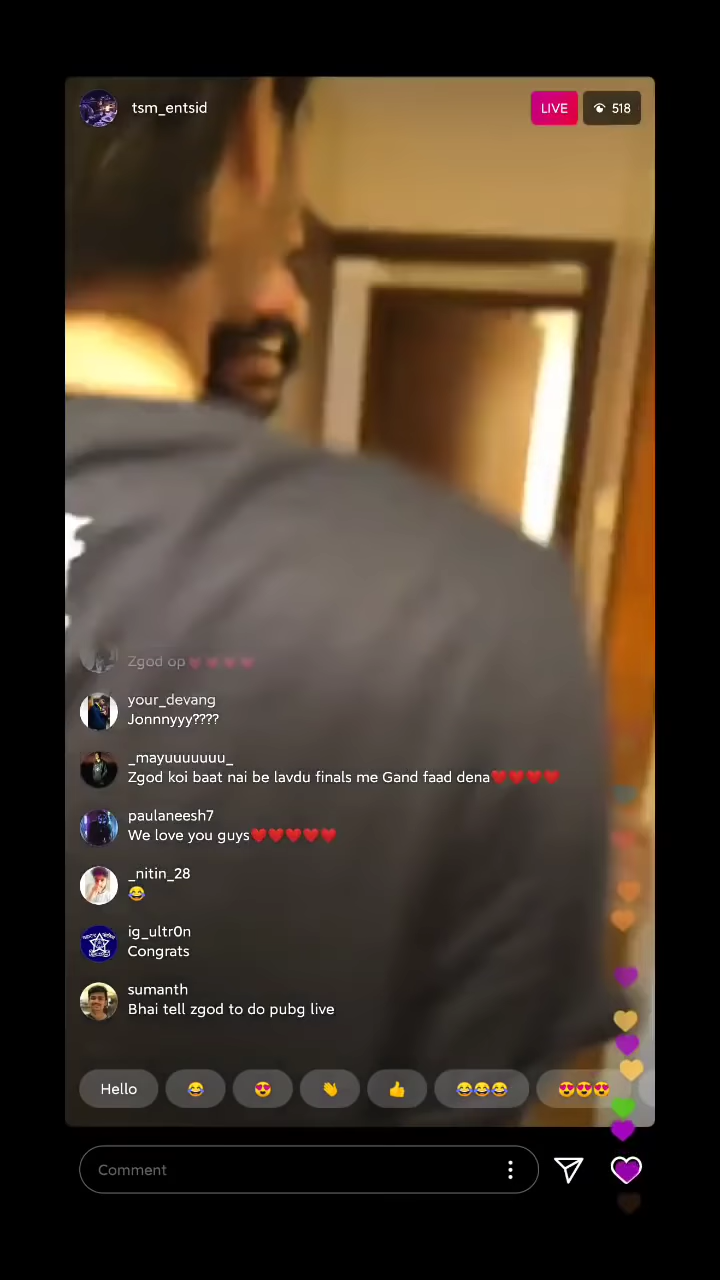 tsm_entsid
LIVE
518
Zgod op💗💗💗💗
your_devang
Jonnnyyy????
_mayuuuuuuu_
Zgod koi baat nai be lavdu finals me Gand faad dena❤️❤️❤️❤️
paulaneesh7
We love you guys❤️❤️❤️❤️❤️
_nitin_28
😂
ig_ultr0n
Congrats
sumanth
Bhai tell zgod to do pubg live
Hello 😂 😍 👏 👍 😂😂😂 😍😍😍
Comment